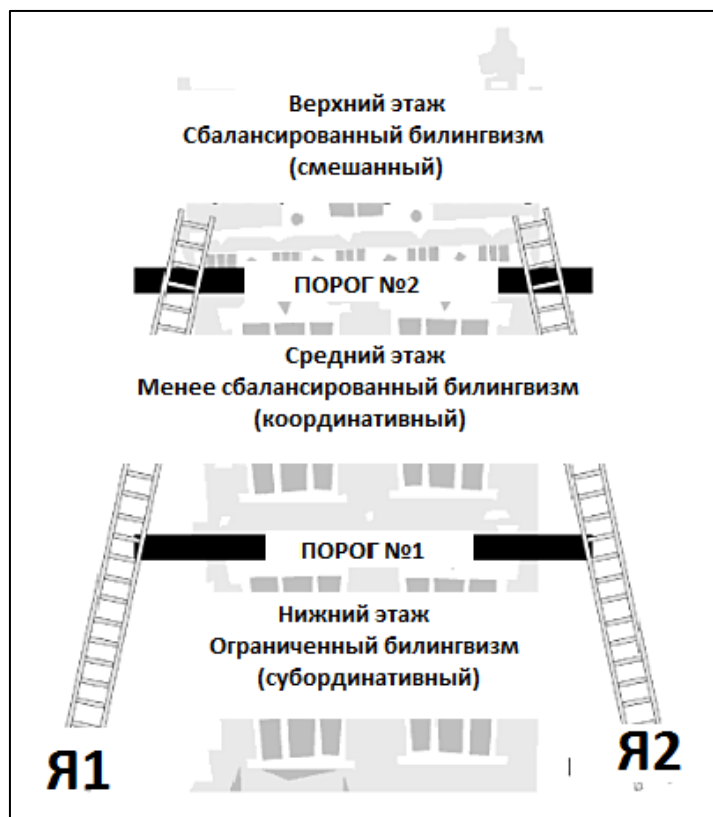 Верхний этаж
Сбалансированный билингвизм
(смешанный)
ПОРОГ №2
Средний этаж
Менее сбалансированный билингвизм
(координативный)
ПОРОГ №1
Нижний этаж
Ограниченный билингвизм
(субординативный)
Я1
Я2